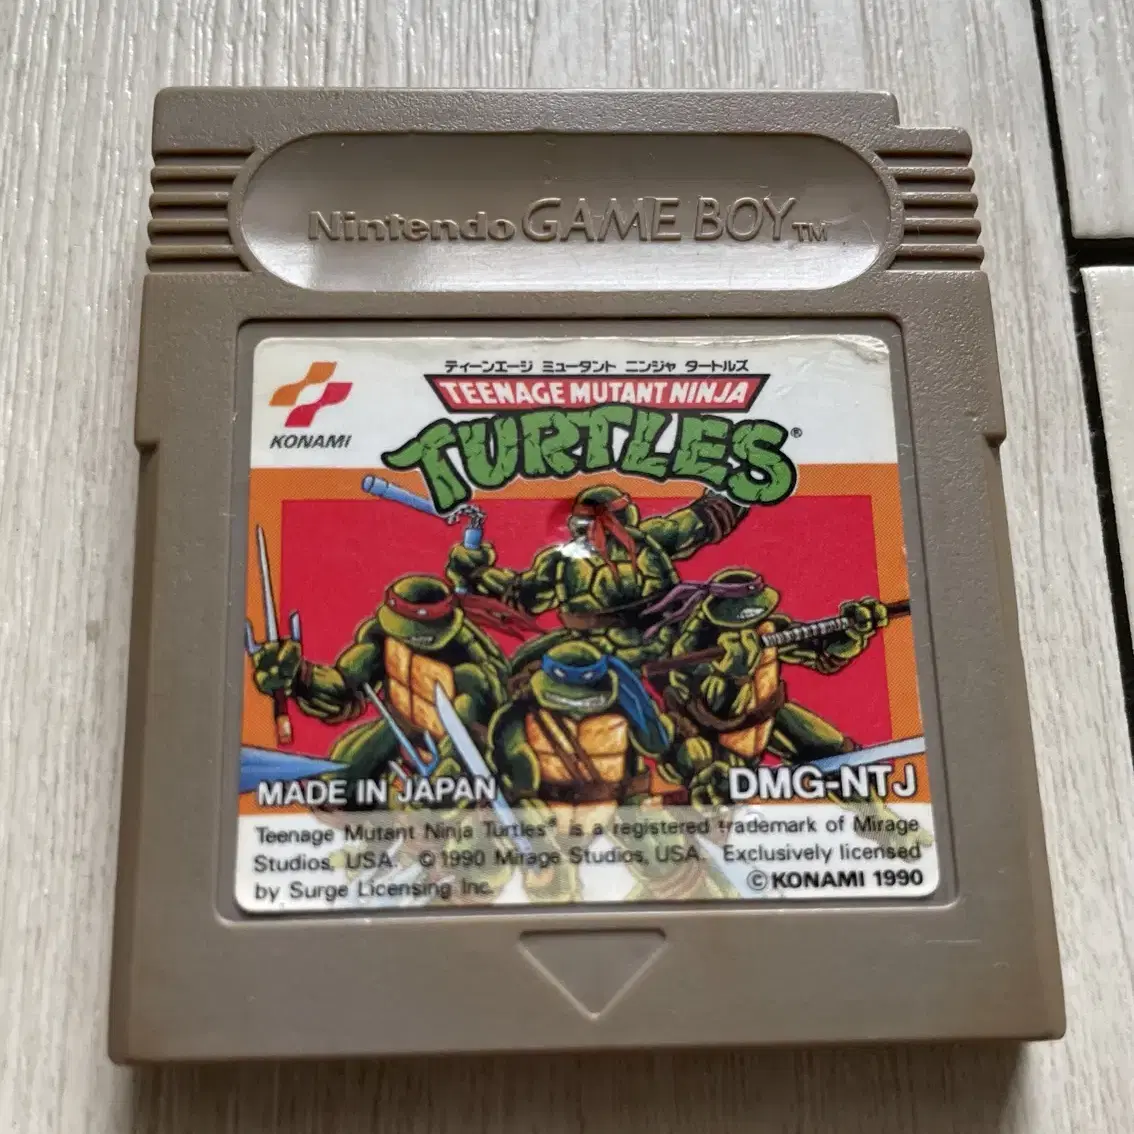 Nintendo GAME BOY TM
KONAMI
ティーンエージ ミュータント ニンジャ タートルズ
TEENAGE MUTANT NINJA
TURTLES®
MADE IN JAPAN
DMG-NTJ
Teenage Mutant Ninja Turtles® is a registered trademark of Mirage
Studios, USA. © 1990 Mirage Studios, USA. Exclusively licensed
by Surge Licensing Inc.
© KONAMI 1990